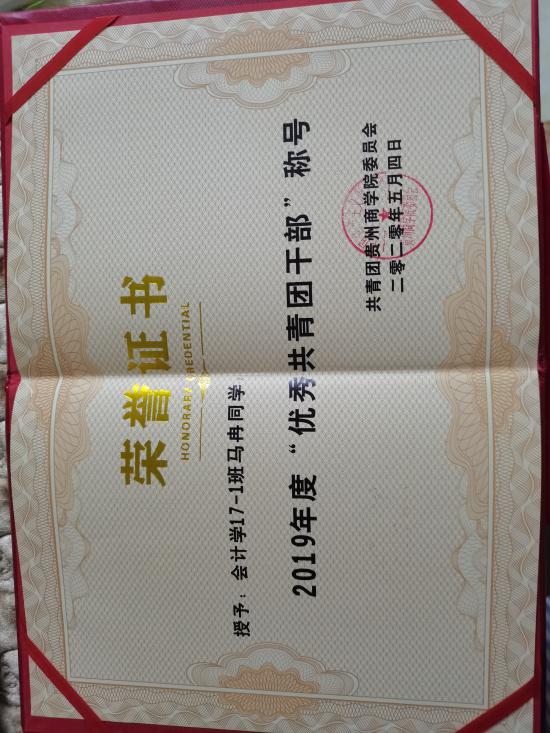 荣誉证书
HONORARY CREDENTIAL
授予：会计学17-1班马冉同学
2019年度“优秀共青团干部”称号
共青团贵州商学院委员会
二零二零年五月四日